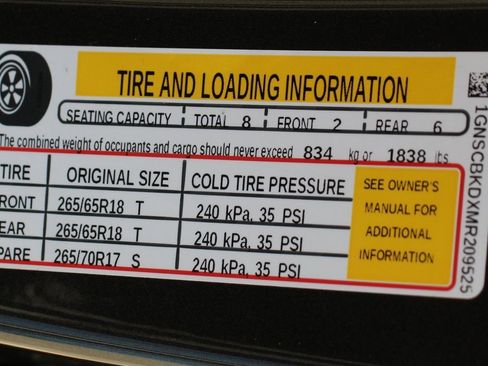 TIRE AND LOADING INFORMATION
SEATING CAPACITY TOTAL 8 FRONT 2 REAR 6
The combined weight of occupants and cargo should never exceed 834 kg or 1838 lbs
TIRE ORIGINAL SIZE COLD TIRE PRESSURE
RONT 265/65R18 T 240 kPa, 35 PSI
EAR 265/65R18 T 240 kPa, 35 PSI
PARE 265/70R17 S 240 kPa, 35 PSI
SEE OWNER'S
MANUAL FOR
ADDITIONAL
INFORMATION
1GNSCBKDXMR209525